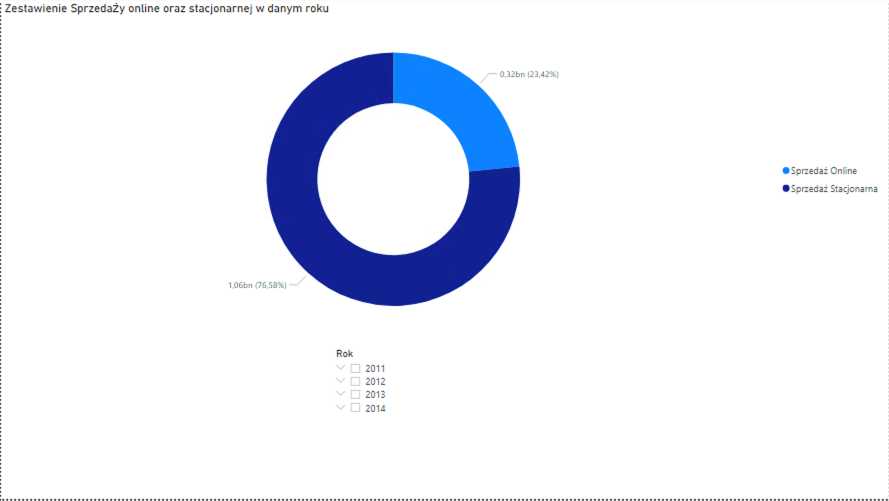 Zestawienie SprzedaŻy online oraz stacjonarnej w danym roku
0,32bn (23,42%)
Sprzedaż Online
Sprzedaż Stacjonarna
1,06bn (76,58%)
Rok
2011
2012
2013
2014